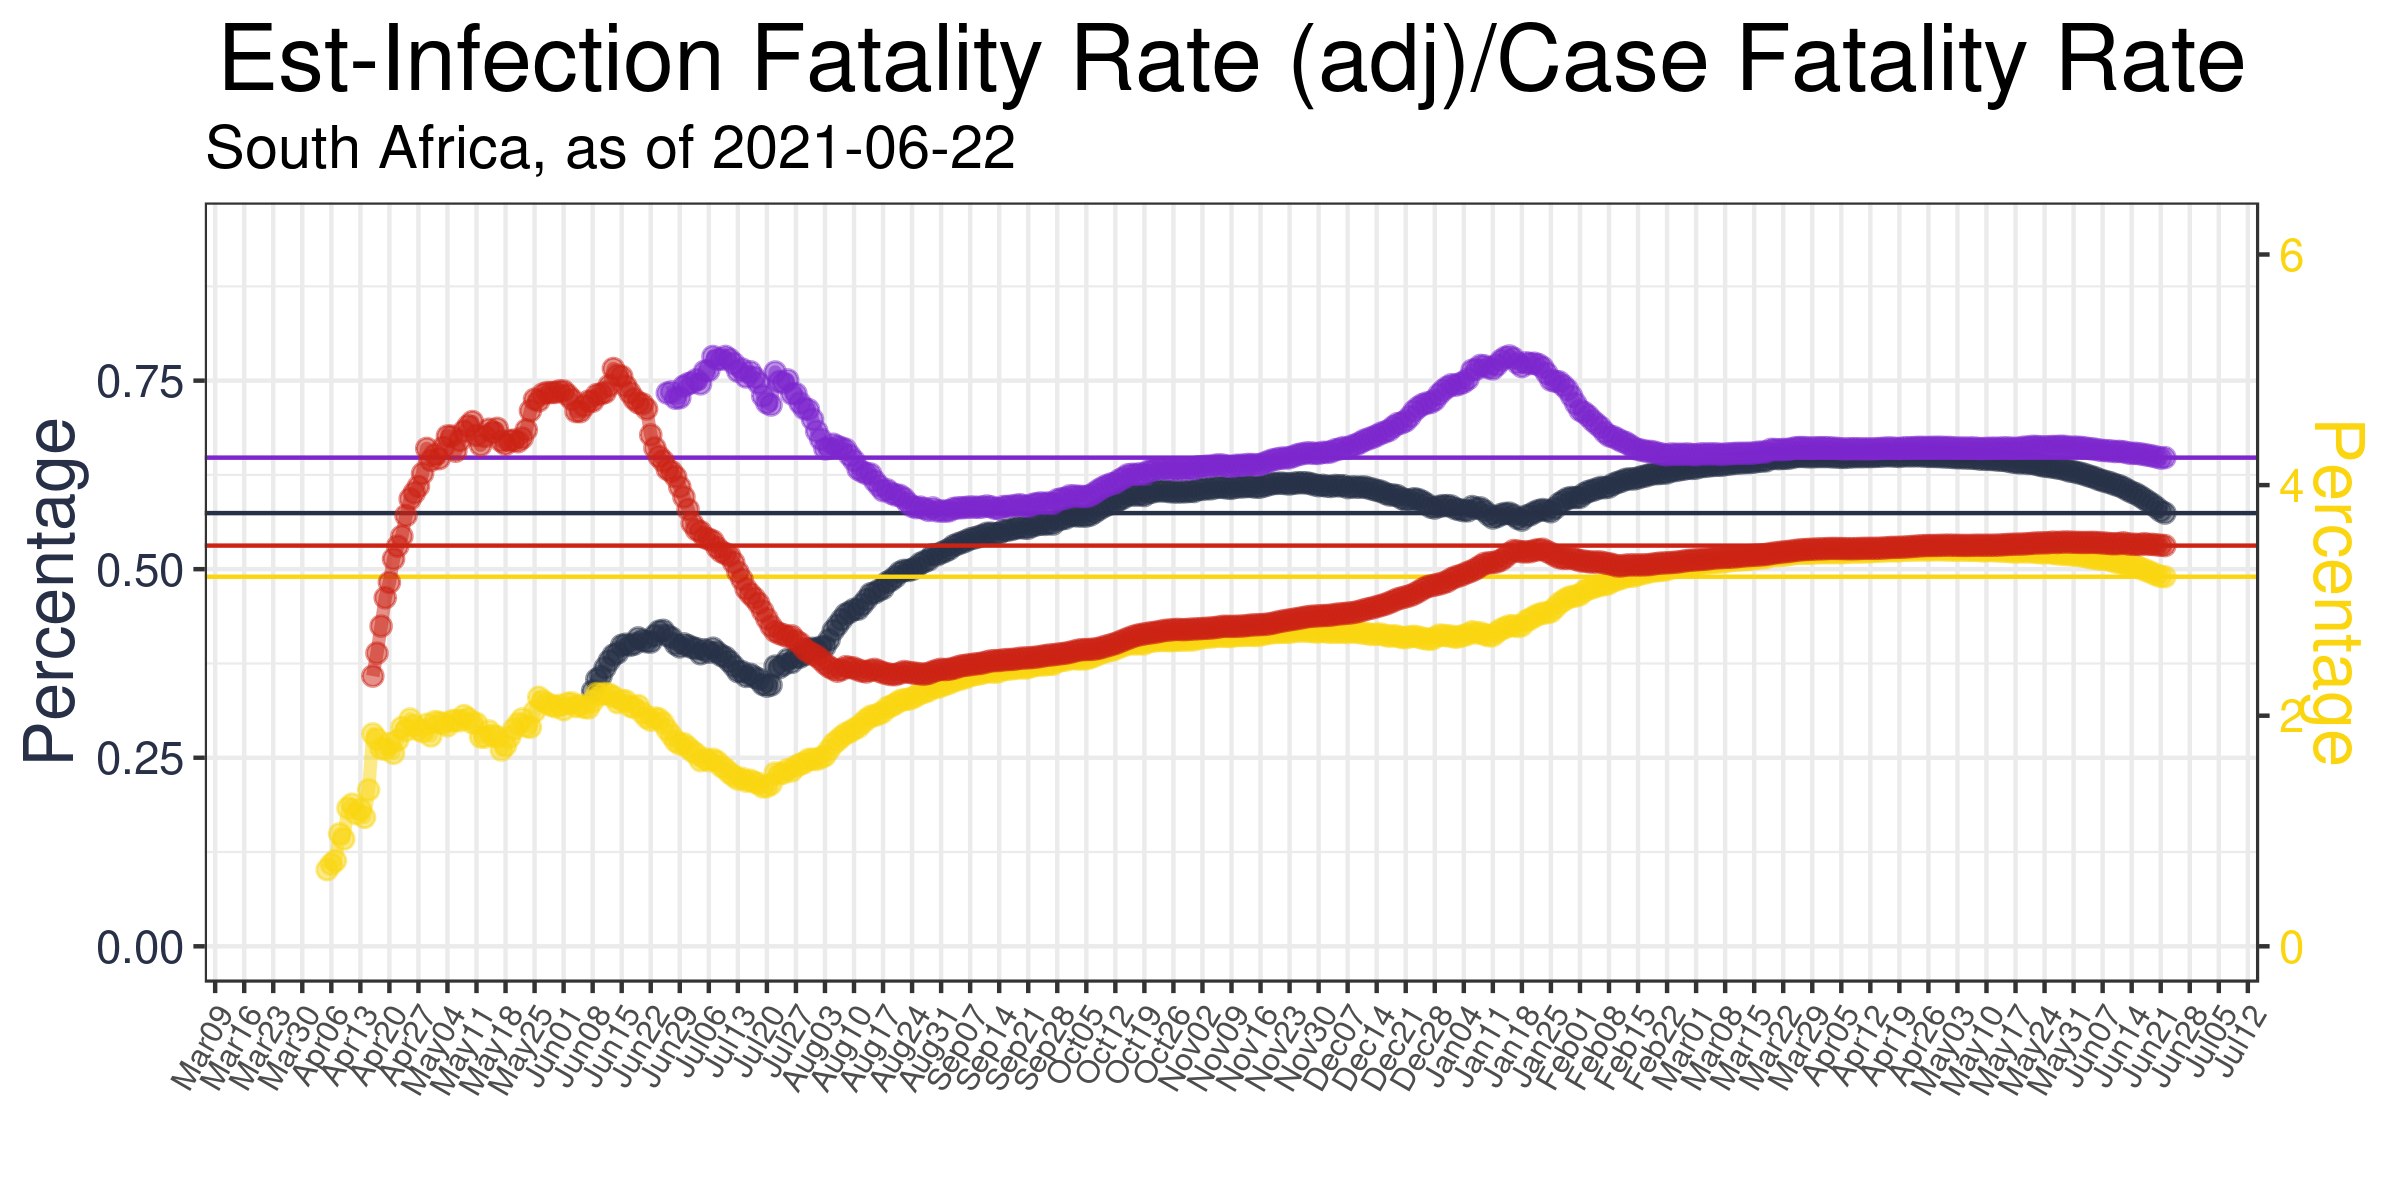 Est-Infection Fatality Rate (adj)/Case Fatality Rate
South Africa, as of 2021-06-22
Percentage
0.75
0.50
0.25
0.00
6
4
2
0
Percentage
Mar09
Mar16
Mar23
Mar30
Apr06
Apr13
Apr20
Apr27
May04
May11
May18
May25
Jun01
Jun08
Jun15
Jun22
Jun29
Jul06
Jul13
Jul20
Jul27
Aug03
Aug10
Aug17
Aug24
Aug31
Sep07
Sep14
Sep21
Sep28
Oct05
Oct12
Oct19
Oct26
Nov02
Nov09
Nov16
Nov23
Nov30
Dec07
Dec14
Dec21
Dec28
Jan04
Jan11
Jan18
Jan25
Feb01
Feb08
Feb15
Feb22
Mar01
Mar08
Mar15
Mar22
Mar29
Apr05
Apr12
Apr19
Apr26
May03
May10
May17
May24
May31
Jun07
Jun14
Jun21
Jun28
Jul05
Jul12